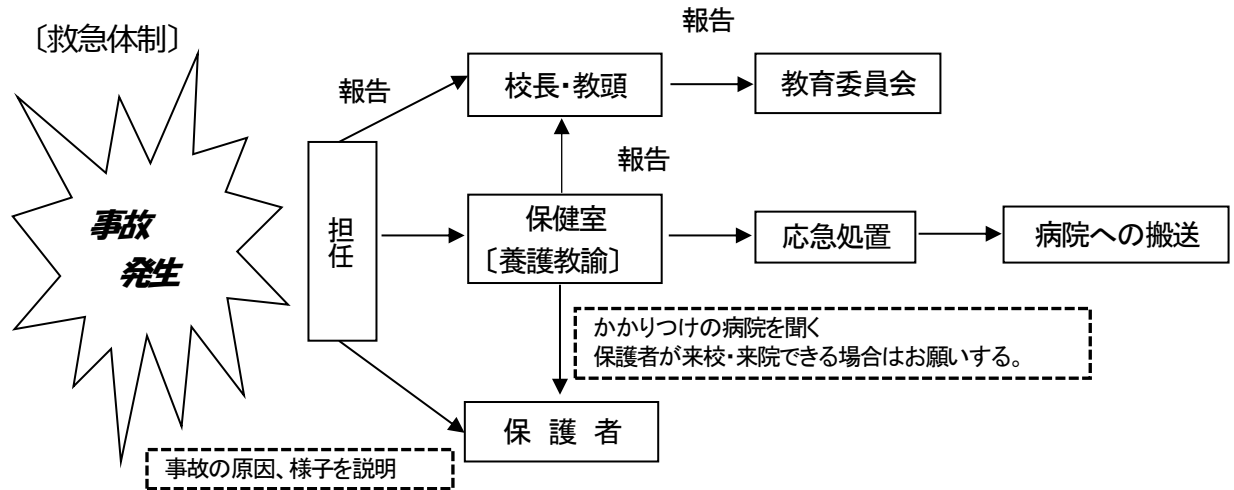 〔救急体制〕
報告
報告
校長・教頭
教育委員会
報告
事故
発生
担任
保健室
〔養護教諭〕
応急処置
病院への搬送
かかりつけの病院を聞く
保護者が来校・来院できる場合はお願いする。
保 護 者
事故の原因、様子を説明